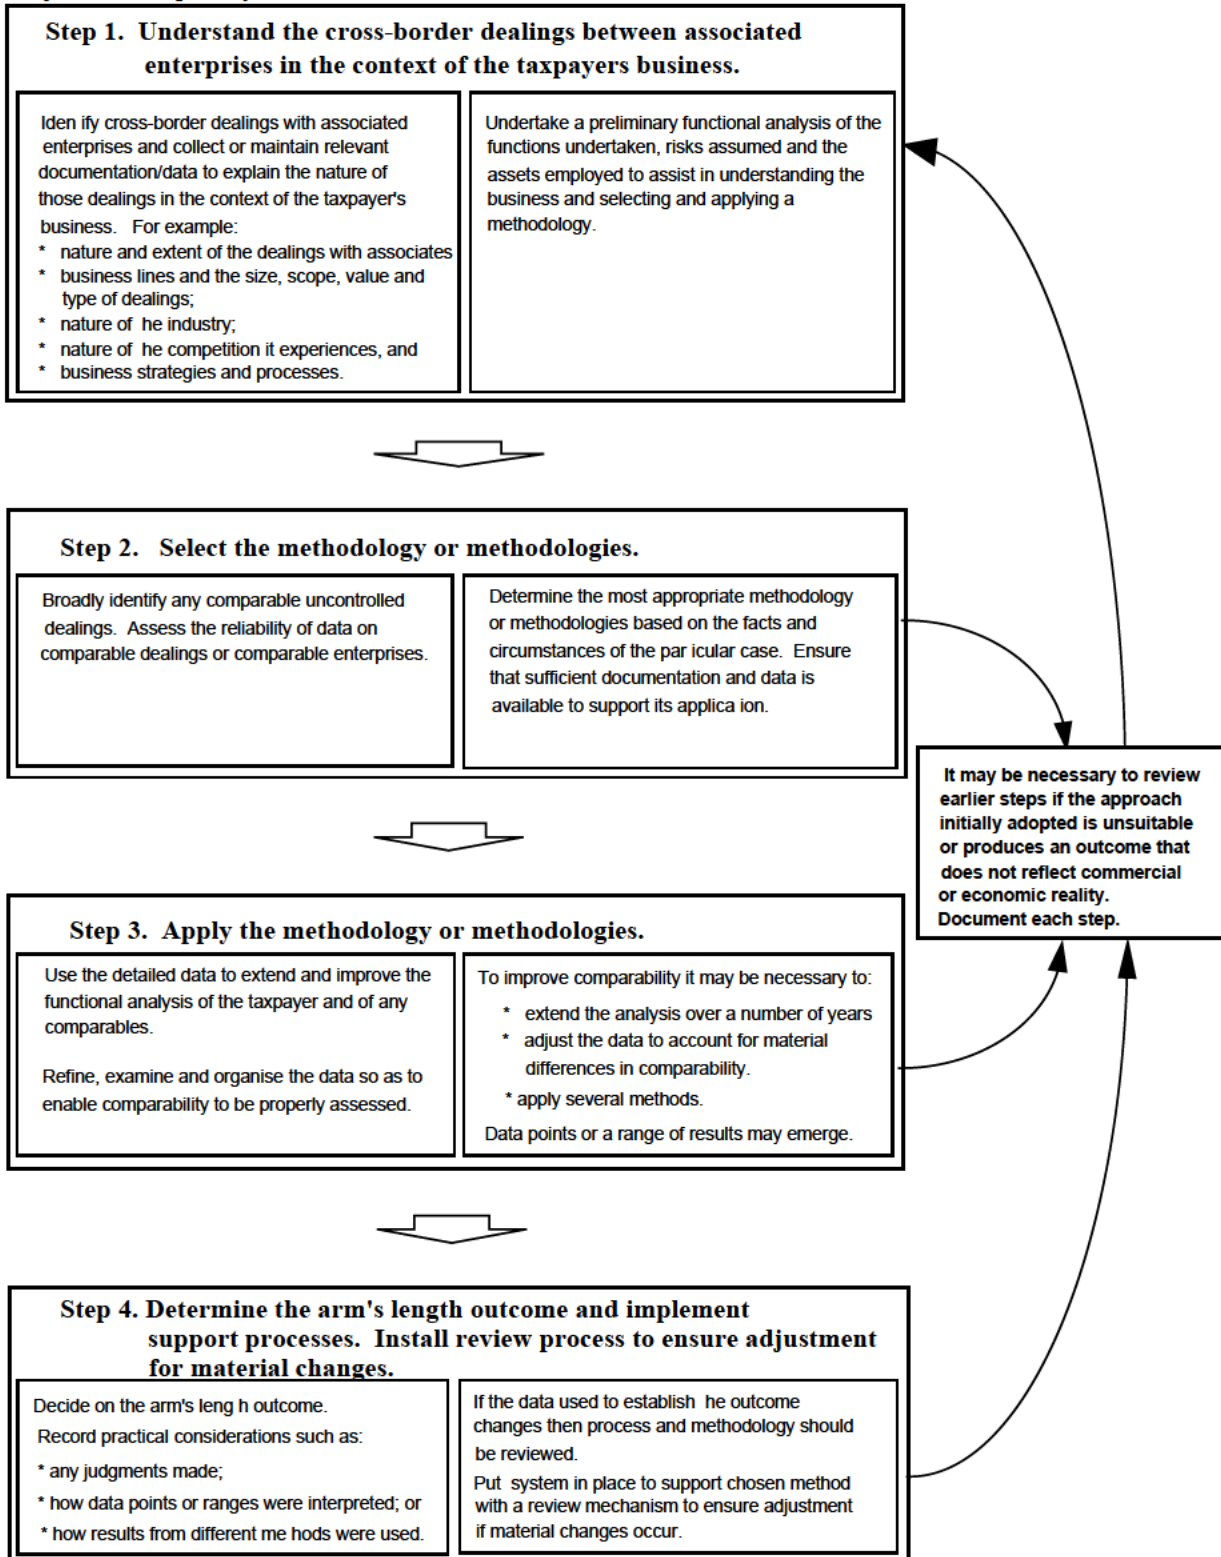 Step 1.  Understand the cross-border dealings between associated
enterprises in the context of the taxpayers business.
Iden ify cross-border dealings with associated
enterprises and collect or maintain relevant
documentation/data to explain the nature of
those dealings in the context of the taxpayer's
business.   For example:
*  nature and extent of the dealings with associates
*  business lines and the size, scope, value and
type of dealings;
*  nature of  he industry;
*  nature of  he competition it experiences, and
*  business strategies and processes.
Undertake a preliminary functional analysis of the
functions undertaken, risks assumed and the
assets employed to assist in understanding the
business and selecting and applying a
methodology.
Step 2.   Select the methodology or methodologies.
Broadly identify any comparable uncontrolled
dealings.  Assess the reliability of data on
comparable dealings or comparable enterprises.
Determine the most appropriate methodology
or methodologies based on the facts and
circumstances of the par icular case.  Ensure
that sufficient documentation and data is
available to support its applica ion.
It may be necessary to review
earlier steps if the approach
initially adopted is unsuitable
or produces an outcome that
does not reflect commercial
or economic reality.
Document each step.
Step 3.  Apply the methodology or methodologies.
Use the detailed data to extend and improve the
functional analysis of the taxpayer and of any
comparables.
Refine, examine and organise the data so as to
enable comparability to be properly assessed.
To improve comparability it may be necessary to:
*  extend the analysis over a number of years
*  adjust the data to account for material
differences in comparability.
* apply several methods.
Data points or a range of results may emerge.
Step 4. Determine the arm's length outcome and implement
support processes.  Install review process to ensure adjustment
for material changes.
Decide on the arm's leng h outcome.
Record practical considerations such as:
* any judgments made;
* how data points or ranges were interpreted; or
* how results from different me hods were used.
If the data used to establish  he outcome
changes then process and methodology should
be reviewed.
Put  system in place to support chosen method
with a review mechanism to ensure adjustment
if material changes occur.